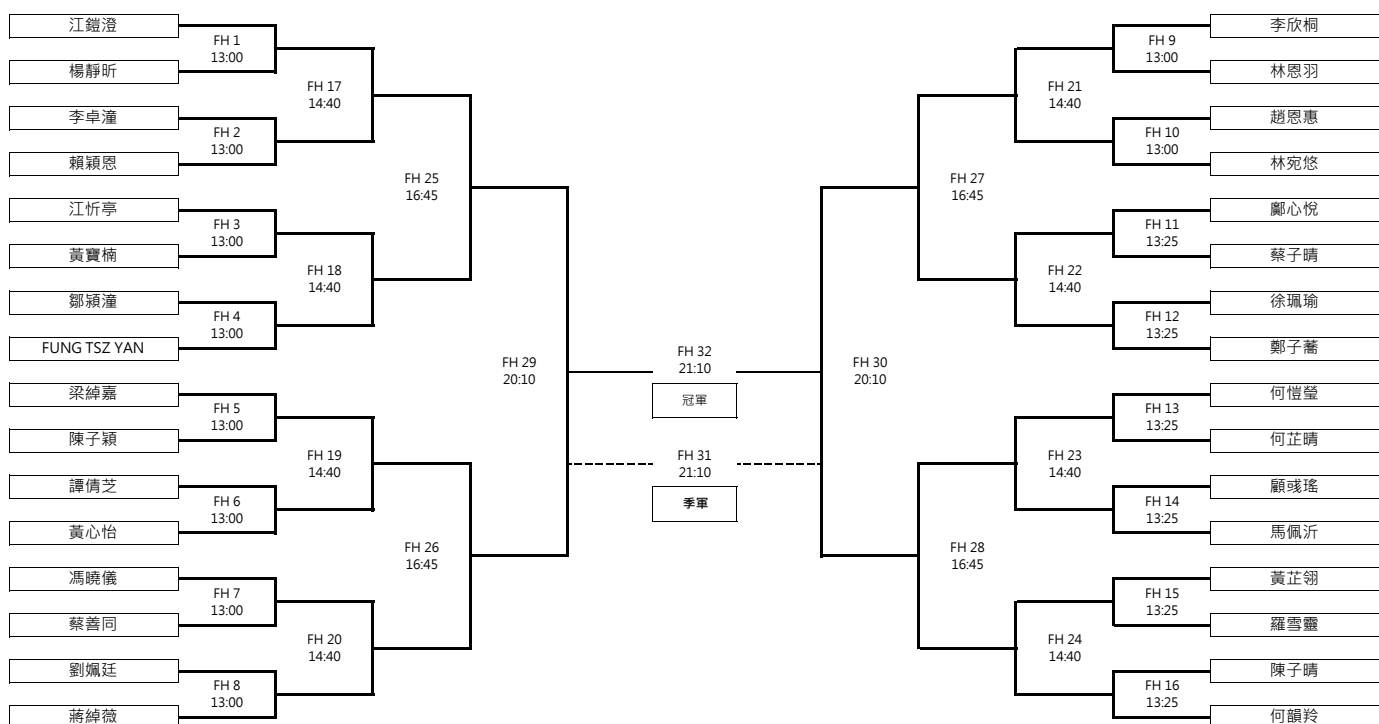 江鎧澄
楊靜昕
李卓潼
賴穎恩
江忻亭
黃寶楠
鄒潁潼
FUNG TSZ YAN
梁綽嘉
陳子穎
譚倩芝
黃心怡
馮曉儀
蔡善同
劉姵廷
蔣綽薇
FH 1
13:00
FH 2
13:00
FH 3
13:00
FH 4
13:00
FH 5
13:00
FH 6
13:00
FH 7
13:00
FH 8
13:00
FH 17
14:40
FH 18
14:40
FH 19
14:40
FH 20
14:40
FH 25
16:45
FH 26
16:45
FH 29
20:10
FH 32
21:10
冠軍
FH 31
21:10
季軍
FH 30
20:10
FH 27
16:45
FH 28
16:45
FH 21
14:40
FH 22
14:40
FH 23
14:40
FH 24
14:40
FH 9
13:00
FH 10
13:00
FH 11
13:25
FH 12
13:25
FH 13
13:25
FH 14
13:25
FH 15
13:25
FH 16
13:25
李欣桐
林恩羽
趙恩惠
林宛悠
鄺心悅
蔡子晴
徐珮瑜
鄭子蕎
何愷瑩
何芷晴
顧彧瑤
馬佩沂
黃芷翎
羅雪靈
陳子晴
何韻羚